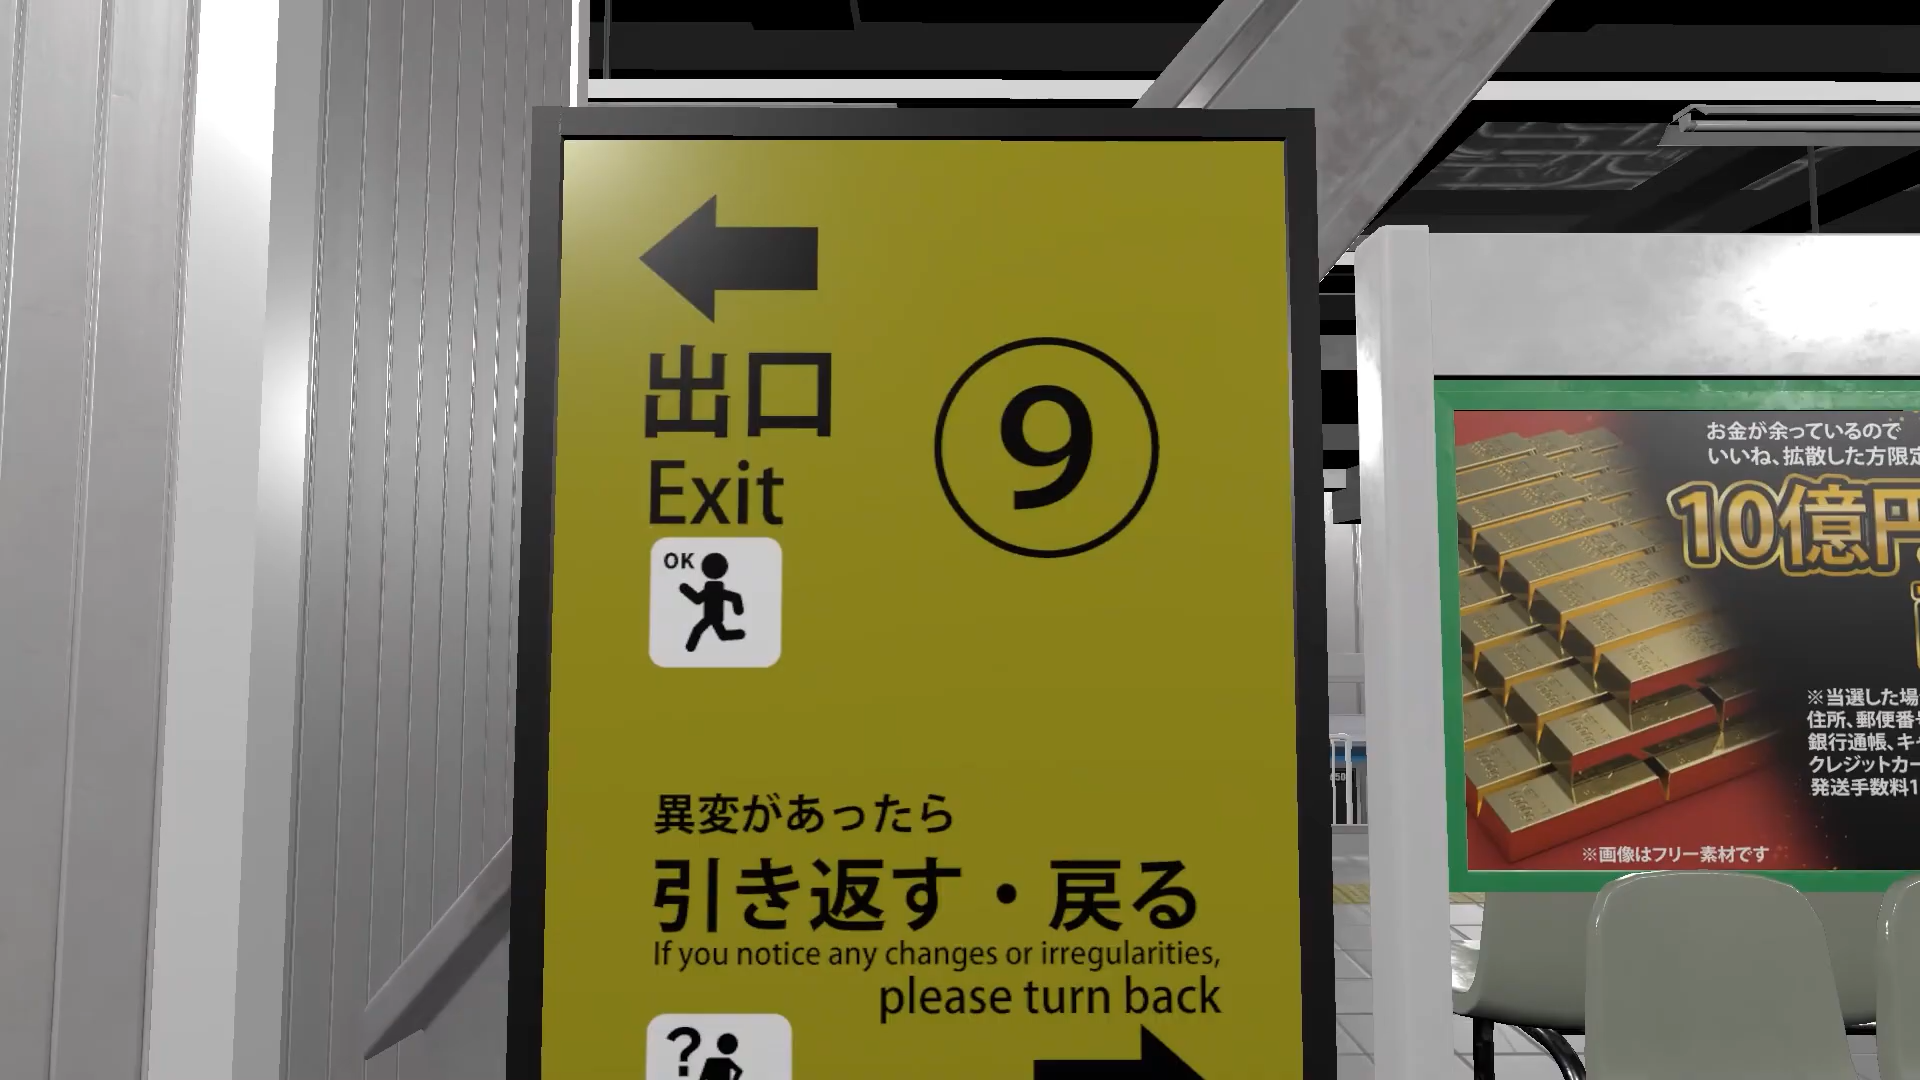 出口
Exit
9
OK
異変があったら
引き返す・戻る
If you notice any changes or irregularities,
please turn back
?
お金が余っているので
いいね、拡散した方限定
10億円
※当選した場
住所、郵便番号
銀行通帳、キ
クレジットカー
発送手数料1
※画像はフリー素材です